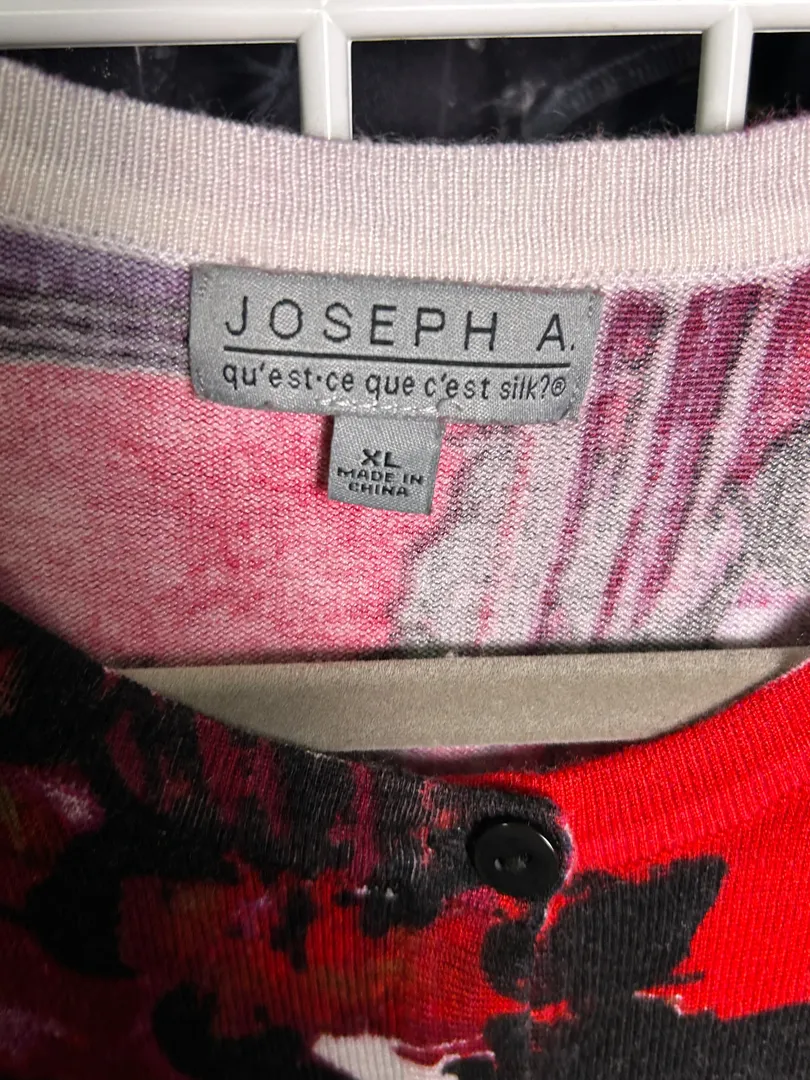 JOSEPH A.
qu'est·ce que c'est silk?®
XL
MADE IN
CHINA